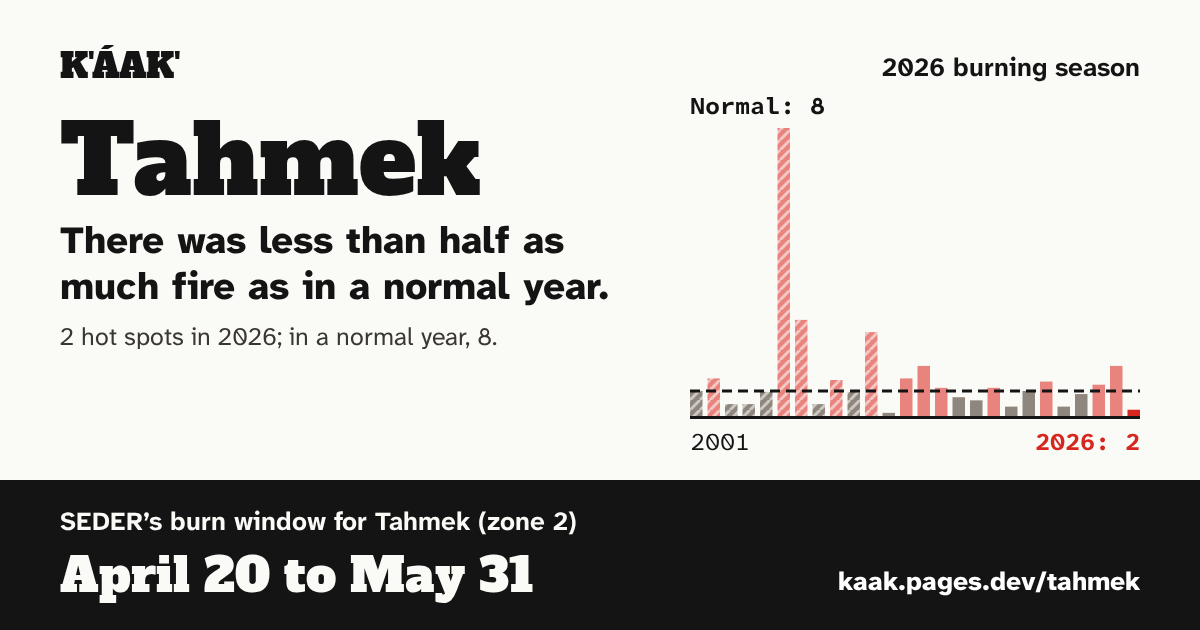 K'ÁAK'
2026 burning season
Tahmek
There was less than half as
much fire as in a normal year.
2 hot spots in 2026; in a normal year, 8.
Normal: 8
2001
2026: 2
SEDER’s burn window for Tahmek (zone 2)
April 20 to May 31
kaak.pages.dev/tahmek